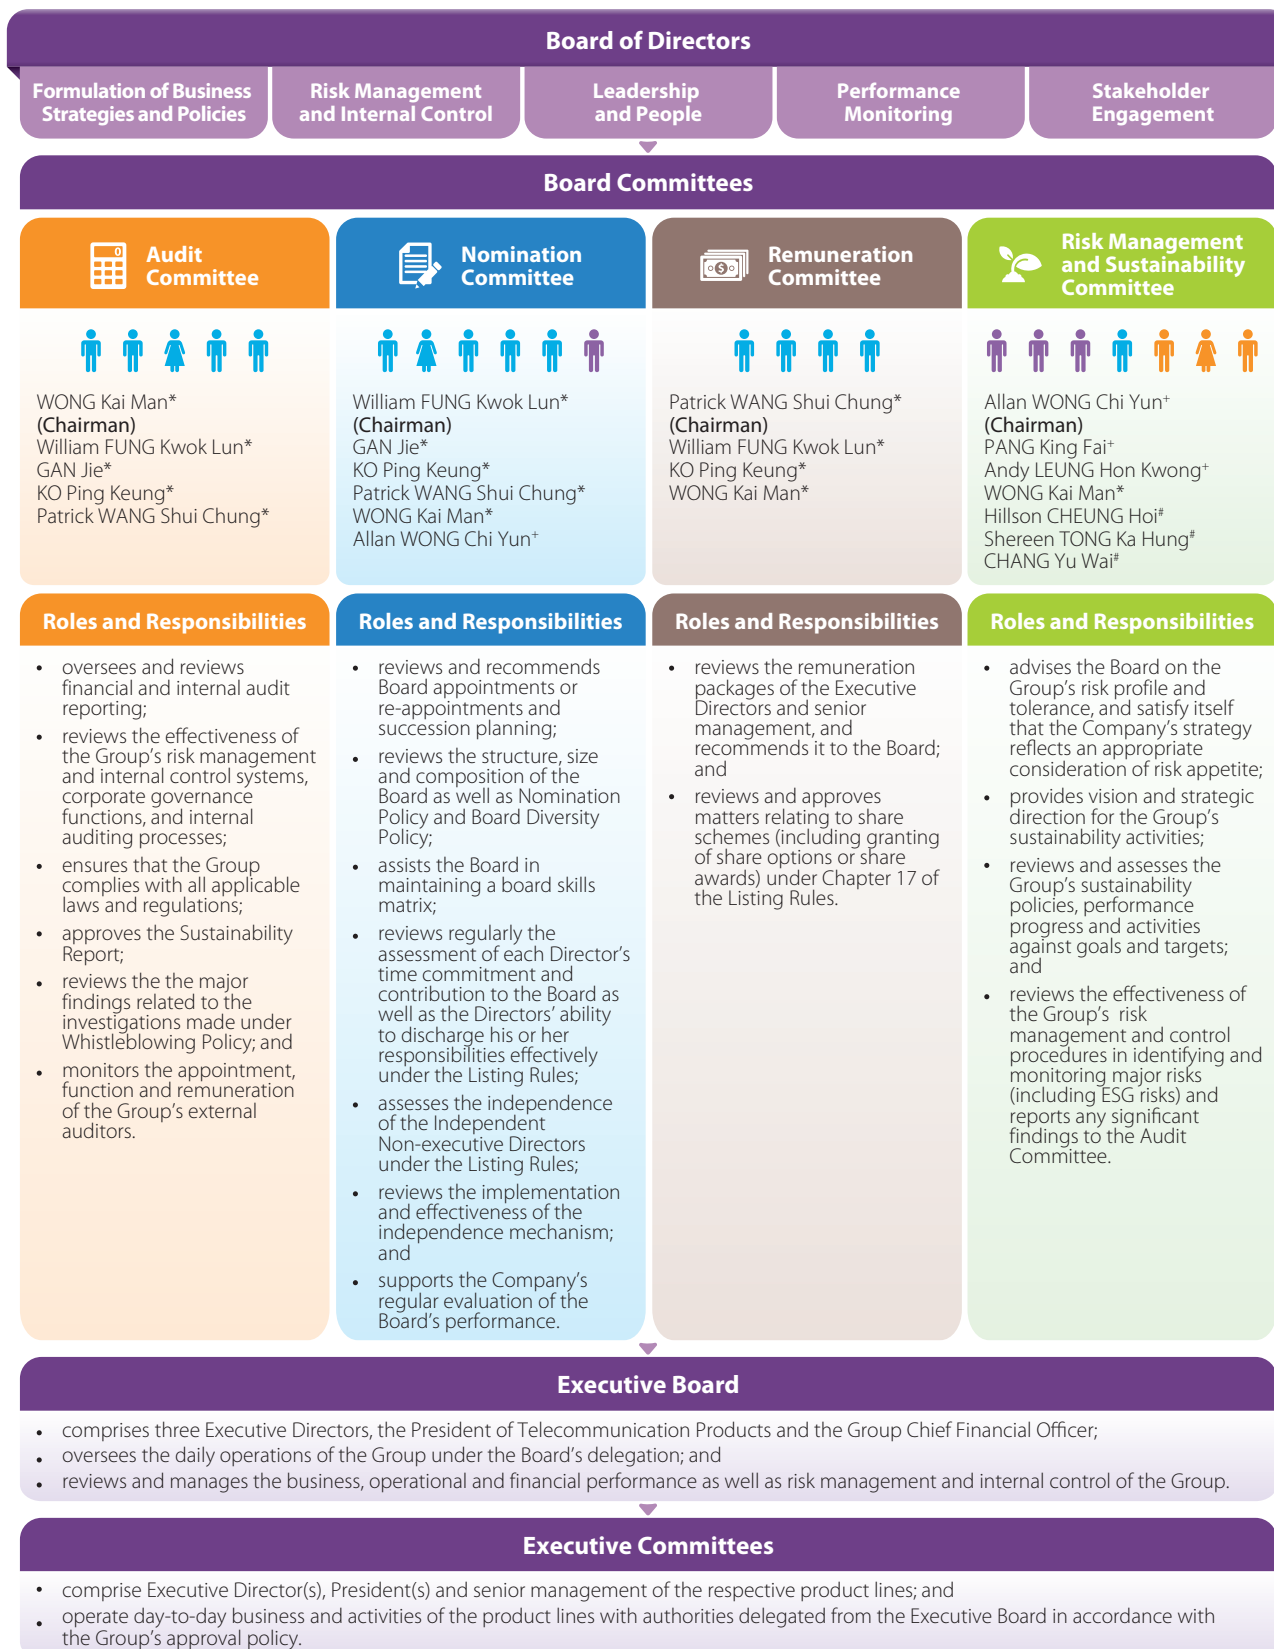 Board of Directors
Formulation of Business
Strategies and Policies
Risk Management
and Internal Control
Leadership
and People
Performance
Monitoring
Stakeholder
Engagement
Board Committees
0
Audit
Committee
WONG Kai Man*
(Chairman)
William FUNG Kwok Lun*
GAN Jie*
KO Ping Keung*
Patrick WANG Shui Chung*
Roles and Responsibilities
• oversees and reviews
financial and internal audit
reporting;
• reviews the effectiveness of
the Group's risk management
and internal control systems,
corporate governance
functions, and internal
auditing processes;
• ensures that the Group
complies with all applicable
laws and regulations;
• approves the Sustainability
Report;
• reviews the the major
findings related to the
investigations made under
Whistleblowing Policy; and
• monitors the appointment,
function and remuneration
of the Group's external
auditors.
Nomination
Committee
William FUNG Kwok Lun*
(Chairman)
GAN Jie*
KO Ping Keung*
Patrick WANG Shui Chung*
WONG Kai Man*
Allan WONG Chi Yun+
Roles and Responsibilities
• reviews and recommends
Board appointments or
re-appointments and
succession planning;
• reviews the structure, size
and composition of the
Board as well as Nomination
Policy and Board Diversity
Policy;
• assists the Board in
maintaining a board skills
matrix;
• reviews regularly the
assessment of each Director's
time commitment and
contribution to the Board as
well as the Directors' ability
to discharge his or her
responsibilities effectively
under the Listing Rules;
• assesses the independence
of the Independent
Non-executive Directors
under the Listing Rules;
• reviews the implementation
and effectiveness of the
independence mechanism;
and
• supports the Company's
regular evaluation of the
Board's performance.
$
Remuneration
Committee
Patrick WANG Shui Chung*
(Chairman)
William FUNG Kwok Lun*
KO Ping Keung*
WONG Kai Man*
Roles and Responsibilities
• reviews the remuneration
packages of the Executive
Directors and senior
management, and
recommends it to the Board;
and
• reviews and approves
matters relating to share
schemes (including granting
of share options or share
awards) under Chapter 17 of
the Listing Rules.
Risk Management
and Sustainability
Committee
Allan WONG Chi Yun+
(Chairman)
PANG King Fai+
Andy LEUNG Hon Kwong+
WONG Kai Man*
Hillson CHEUNG Hoi#
Shereen TONG Ka Hung#
CHANG Yu Wai#
Roles and Responsibilities
• advises the Board on the
Group's risk profile and
tolerance, and satisfy itself
that the Company's strategy
reflects an appropriate
consideration of risk appetite;
• provides vision and strategic
direction for the Group's
sustainability activities;
• reviews and assesses the
Group's sustainability
policies, performance
progress and activities
against goals and targets;
and
• reviews the effectiveness of
the Group's risk
management and control
procedures in identifying and
monitoring major risks
(including ESG risks) and
reports any significant
findings to the Audit
Committee.
Executive Board
• comprises three Executive Directors, the President of Telecommunication Products and the Group Chief Financial Officer;
• oversees the daily operations of the Group under the Board's delegation; and
• reviews and manages the business, operational and financial performance as well as risk management and internal control of the Group.
Executive Committees
• comprise Executive Director(s), President(s) and senior management of the respective product lines; and
• operate day-to-day business and activities of the product lines with authorities delegated from the Executive Board in accordance with
the Group's approval policy.